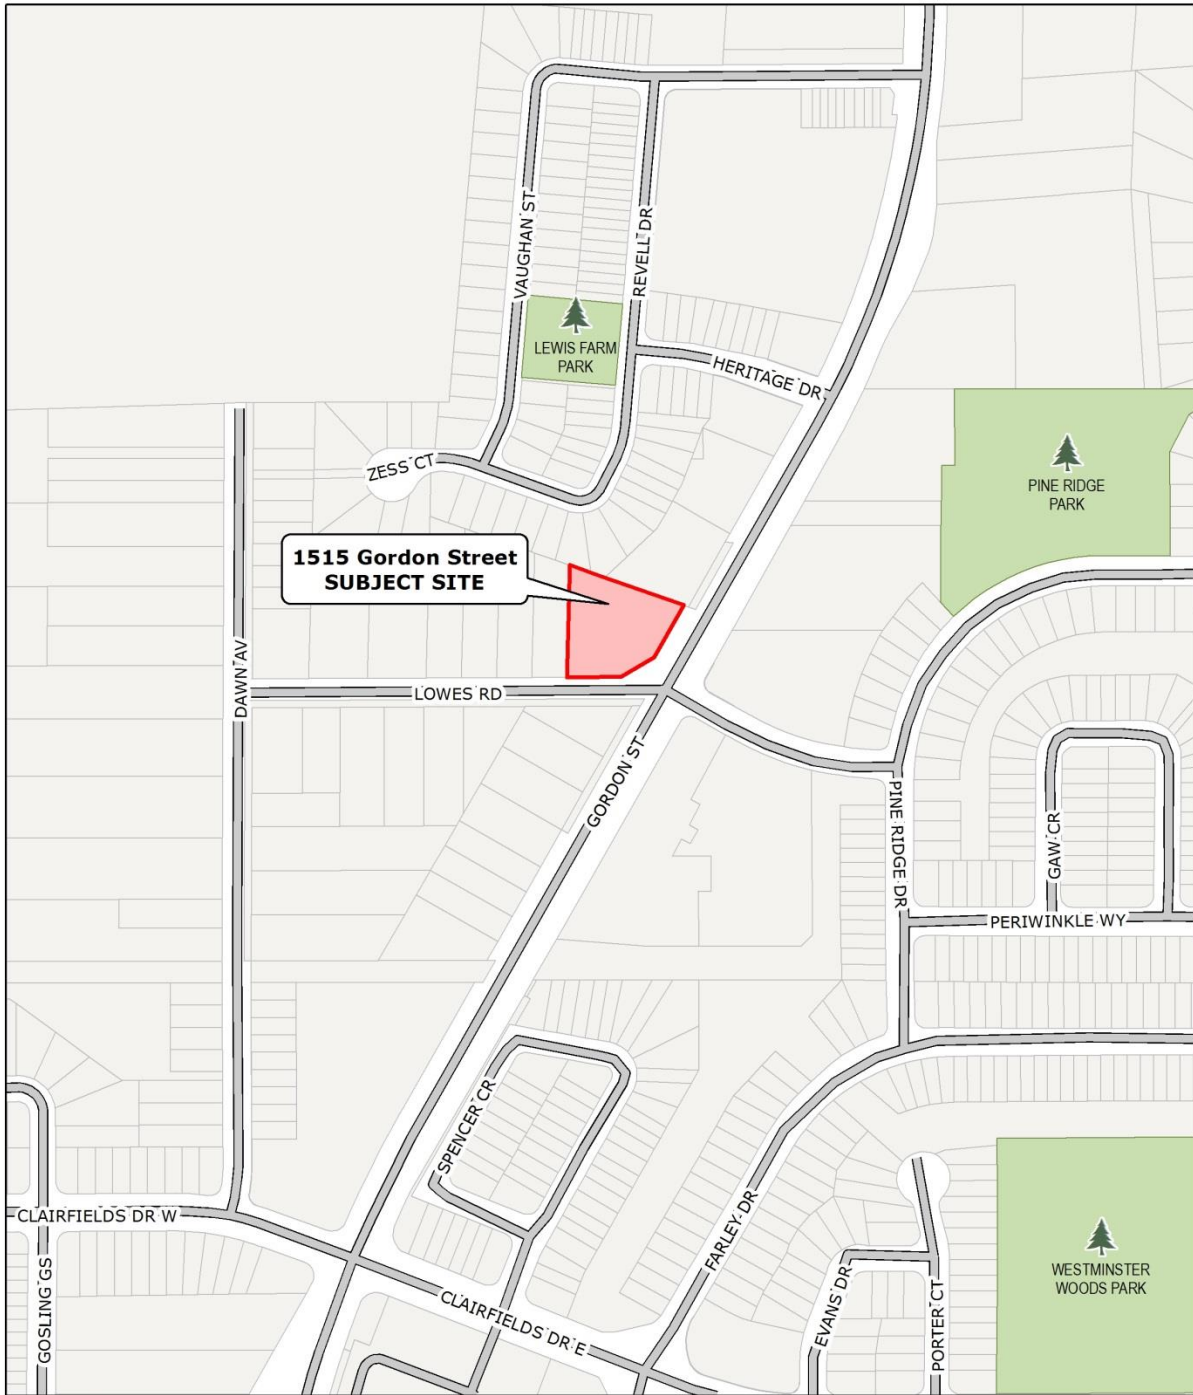 VAUGHAN ST
REVELL DR
LEWIS FARM
PARK
HERITAGE DR
ZESS CT
PINE RIDGE
PARK
1515 Gordon Street
SUBJECT SITE
DAWN AV
LOWES RD
GORDON ST
PINE RIDGE DR
GAW CR
PERIWINKLE WY
SPENCER CR
FARLEY DR
CLAIRFIELDS DR W
GOSLING GS
CLAIRFIELDS DR E
EVANS DR
PORTER CT
WESTMINSTER
WOODS PARK